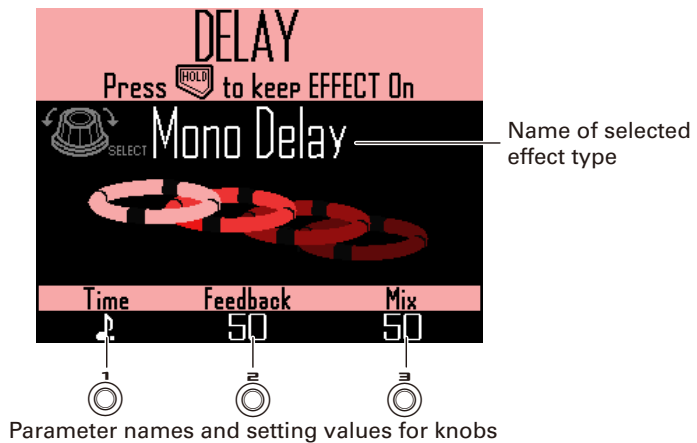 DELAY
Press HOLD to keep EFFECT On
SELECT Mono Delay
Name of selected
effect type
Time Feedback Mix
50 50
1 2 3
Parameter names and setting values for knobs